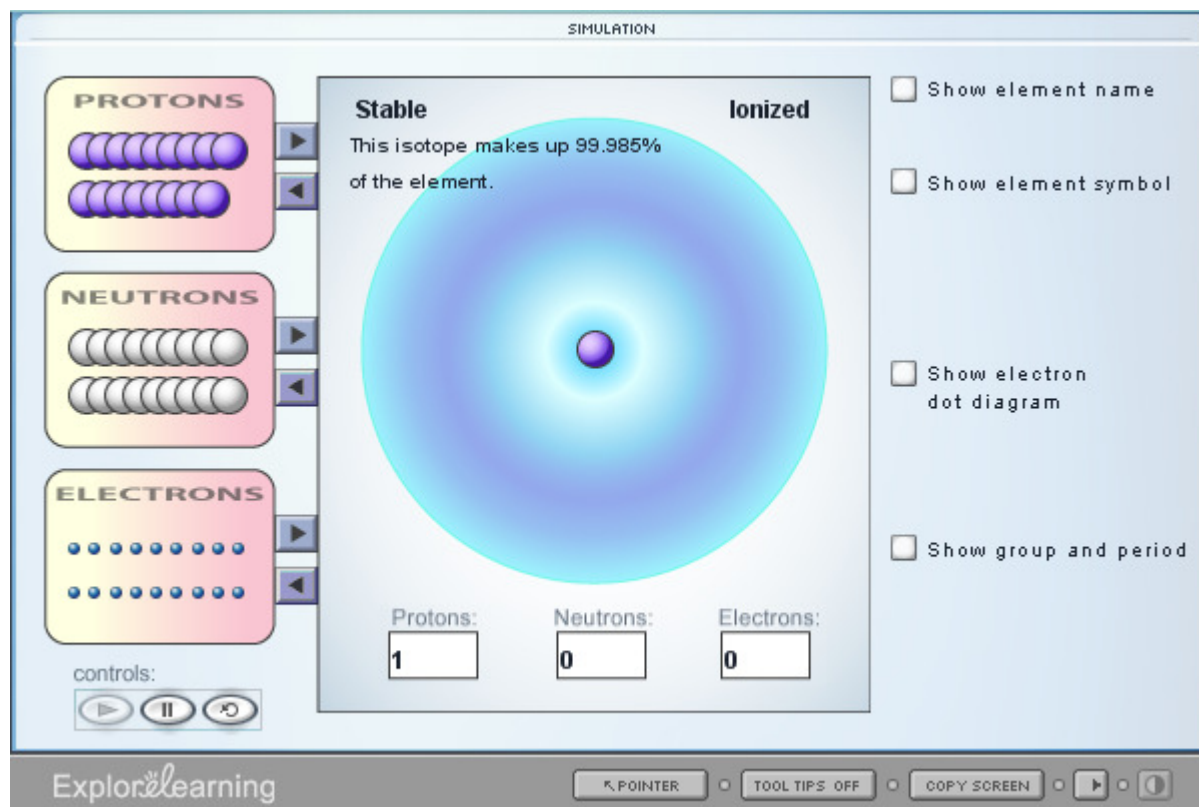 SIMULATION
PROTONS
NEUTRONS
ELECTRONS
controls:
Stable
Ionized
This isotope makes up 99.985%
of the element.
Protons:
Neutrons:
Electrons:
1
0
0
Show element name
Show element symbol
Show electron
dot diagram
Show group and period
ExploreLearning
POINTER
TOOL TIPS OFF
COPY SCREEN